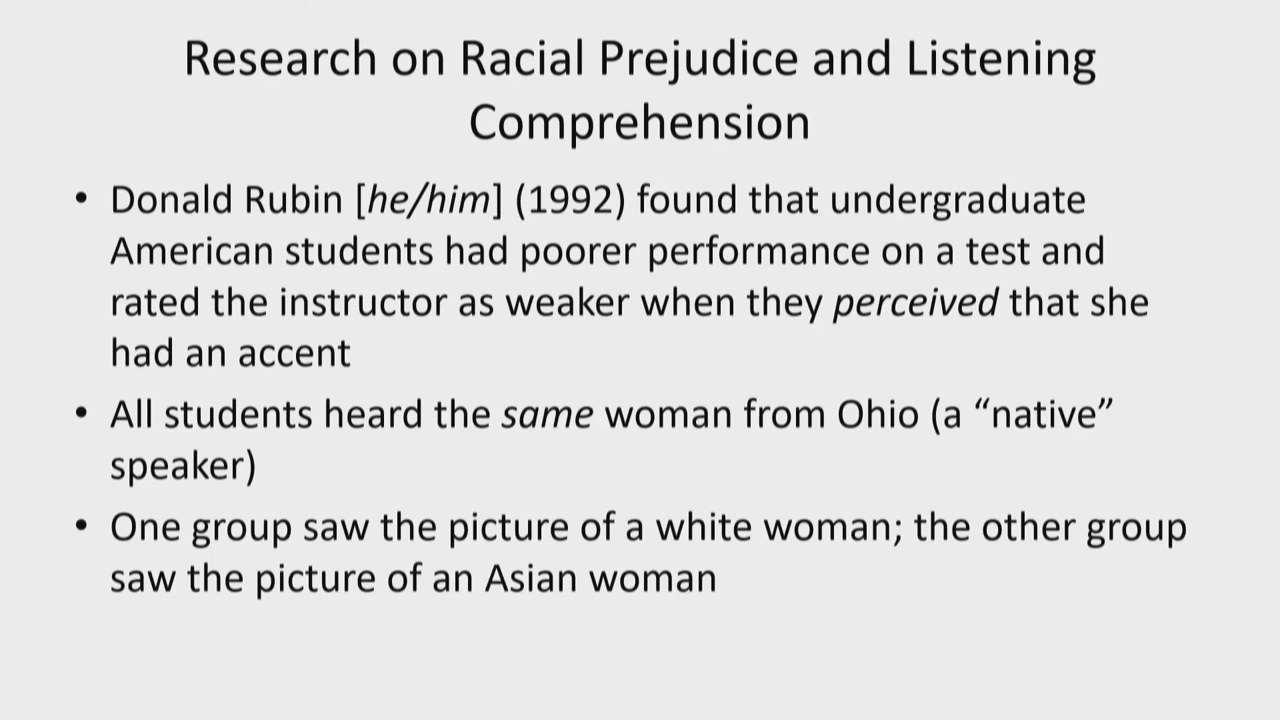 Research on Racial Prejudice and Listening
Comprehension
• Donald Rubin [he/him] (1992) found that undergraduate
American students had poorer performance on a test and
rated the instructor as weaker when they perceived that she
had an accent
• All students heard the same woman from Ohio (a “native”
speaker)
• One group saw the picture of a white woman; the other group
saw the picture of an Asian woman